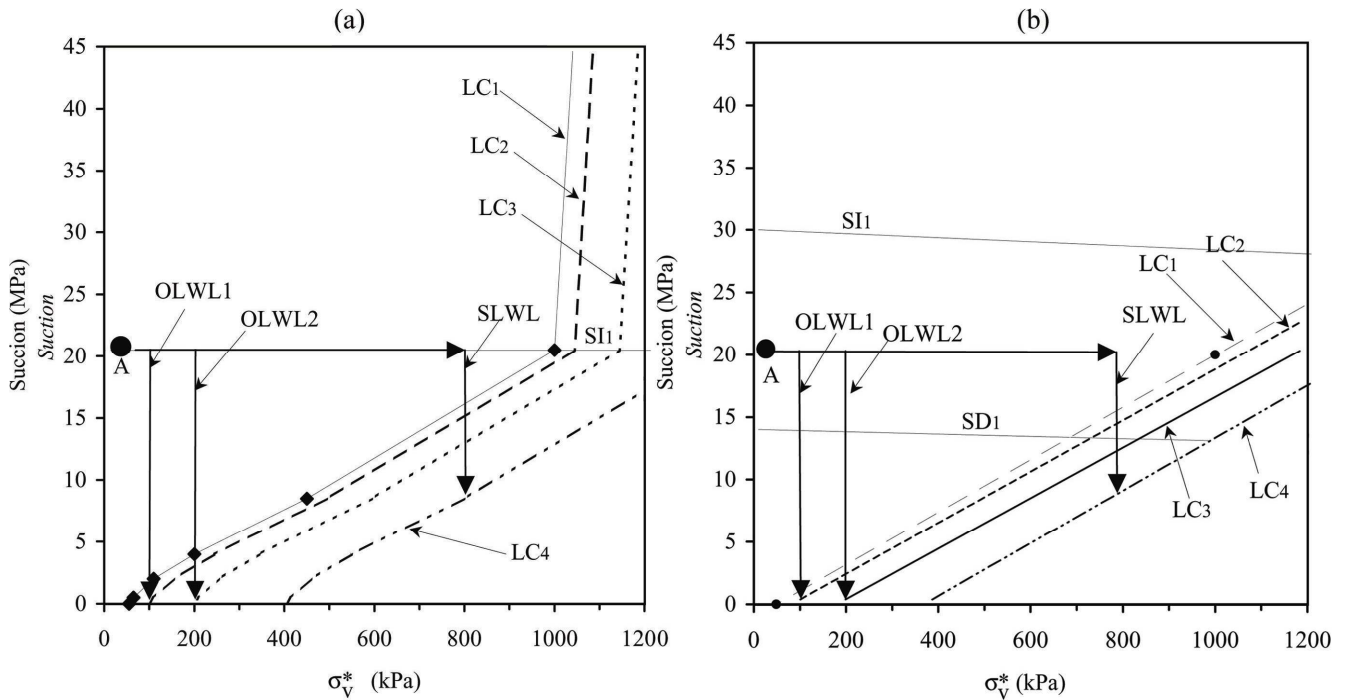 (a)
(b)
45
40
35
30
25
20
15
10
5
0
Succion (MPa)
Suction
LC1
LC2
LC3
OLWL1
OLWL2
SLWL
SI1
A
LC4
0
200
400
600
800
1000
1200
σv* (kPa)
45
40
35
30
25
20
15
10
5
0
Succion (MPa)
Suction
SI1
LC2
LC1
SLWL
OLWL1
OLWL2
A
SD1
LC3
LC4
0
200
400
600
800
1000
1200
σv* (kPa)